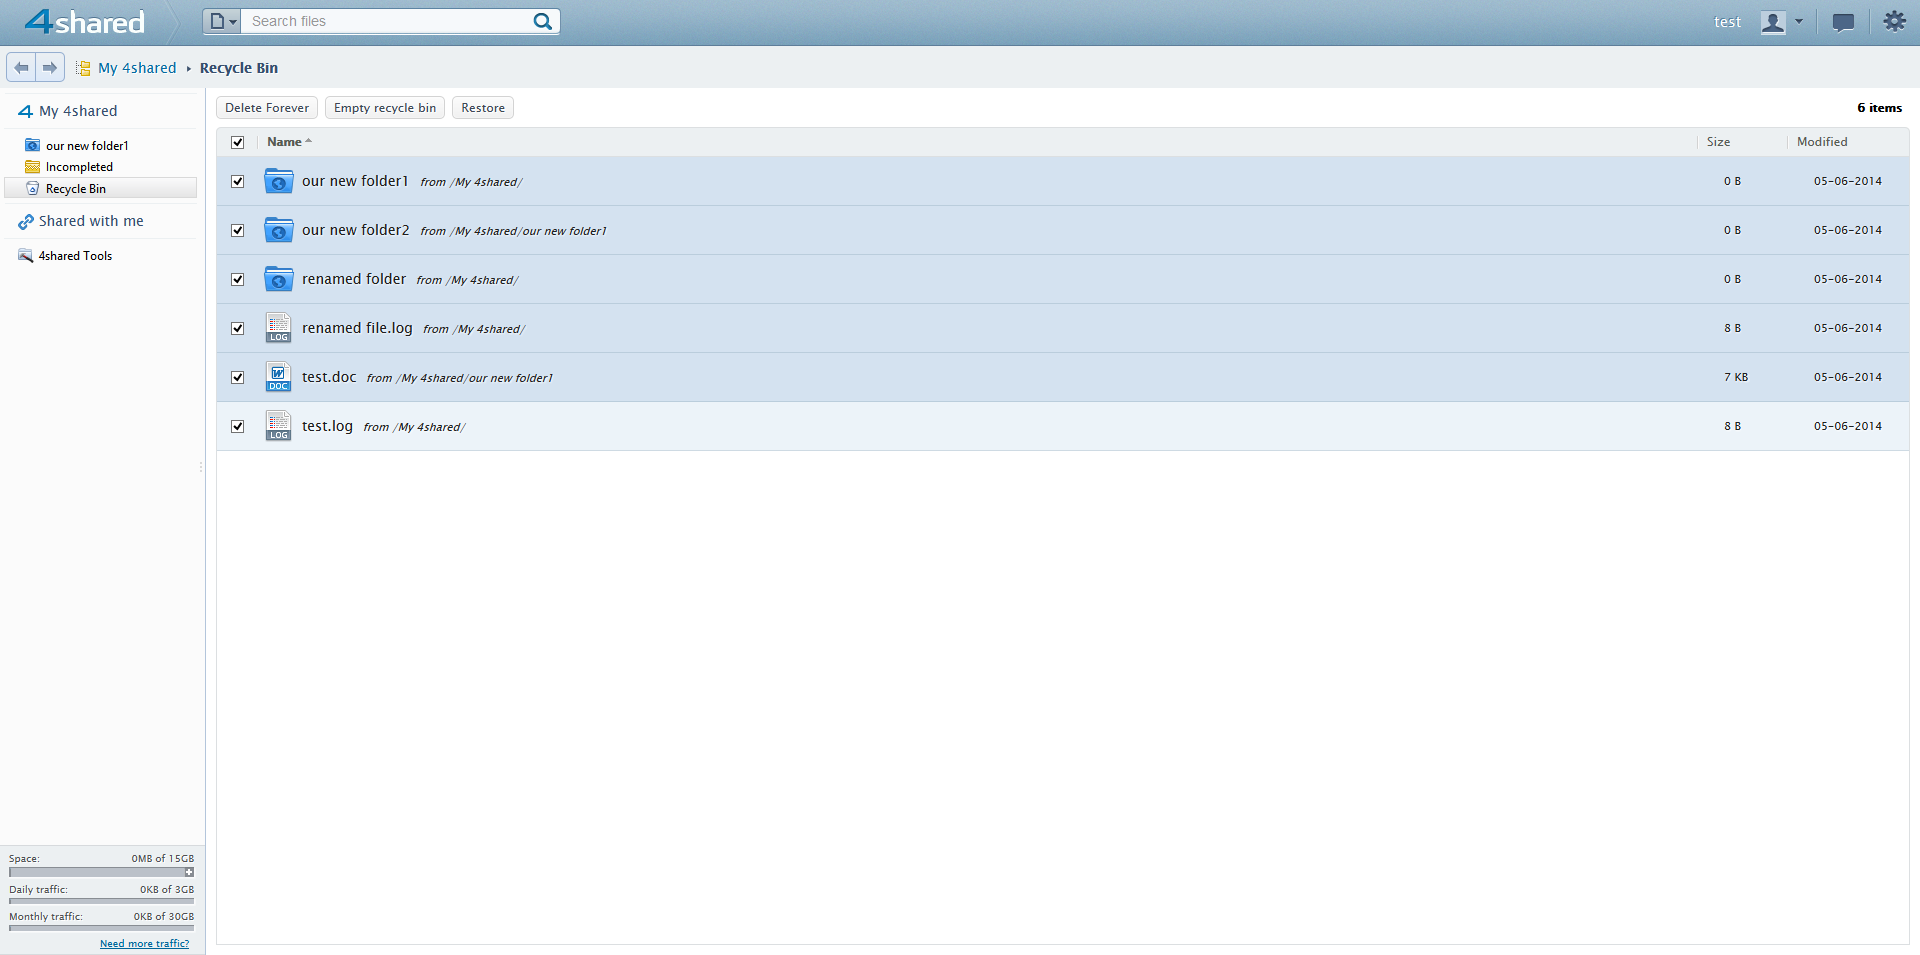 4shared
Search files
test
My 4shared
Recycle Bin
My 4shared
our new folder1
Incompleted
Recycle Bin
Shared with me
4shared Tools
Delete Forever
Empty recycle bin
Restore
6 items
Name
Size
Modified
our new folder1 from /My 4shared/ 0 B 05-06-2014
our new folder2 from /My 4shared/our new folder1 0 B 05-06-2014
renamed folder from /My 4shared/ 0 B 05-06-2014
LOG renamed file.log from /My 4shared/ 8 B 05-06-2014
W DOC test.doc from /My 4shared/our new folder1 7 KB 05-06-2014
LOG test.log from /My 4shared/ 8 B 05-06-2014
Space: 0MB of 15GB
Daily traffic: 0KB of 3GB
Monthly traffic: 0KB of 30GB
Need more traffic?